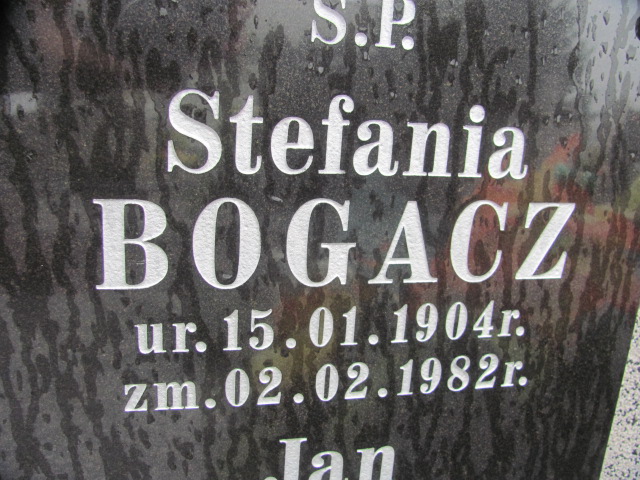 Ś.P.
Stefania
BOGACZ
ur.15.01.1904r.
zm.02.02.1982r.
Jan